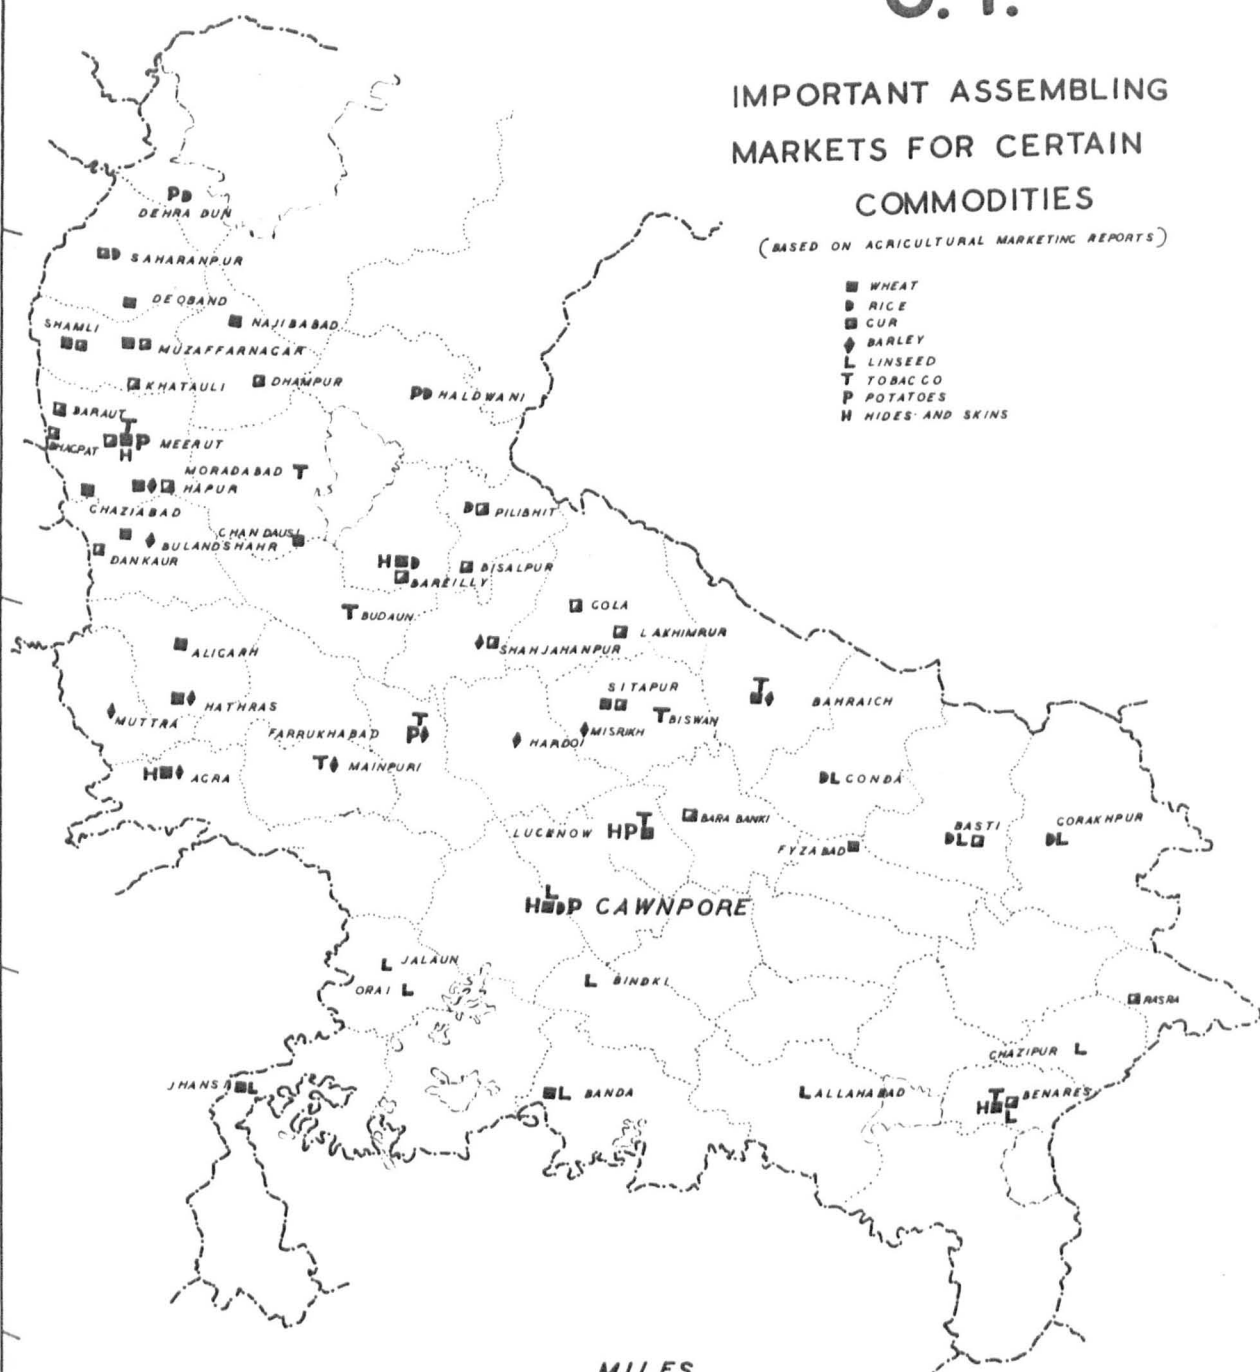 U. P.
IMPORTANT ASSEMBLING
MARKETS FOR CERTAIN
COMMODITIES
(BASED ON AGRICULTURAL MARKETING REPORTS)
WHEAT
RICE
GUR
BARLEY
L LINSEED
T TOBACCO
P POTATOES
H HIDES AND SKINS
P
DEHRA DUN
SAHARANPUR
DEOBAND
NAJIBABAD
SHAMLI
MUZAFFARNAGAR
KHATAULI
DHAMPUR
P HALDWANI
BARAUT
T
P MEERUT
H
BHAGPAT
MORADABAD T
HAPUR
GHAZIABAD
PILIBHIT
CHANDAUSI
BULANDSHAHR
DANKAUR
H
BAREILLY
BISALPUR
T BUDAUN
GOLA
LAKHIMPUR
SHAHJAHANPUR
ALIGARH
SITAPUR
T
BAHRAICH
HATHRAS
MUTTRA
T BISWAN
FARRUKHABAD
T
P
MISRIKH
HARDOI
T MAINPURI
H AGRA
L GONDA
BARA BANKI
LUCKNOW HP T
GORAKHPUR
L
BASTI
L
FYZABAD
L
H P CAWNPORE
JALAUN
L
ORAI L
L BINDKI
RASRA
GHAZIPUR L
JHANSI L
L BANDA
L ALLAHABAD
T
H BENARES
L
MILES